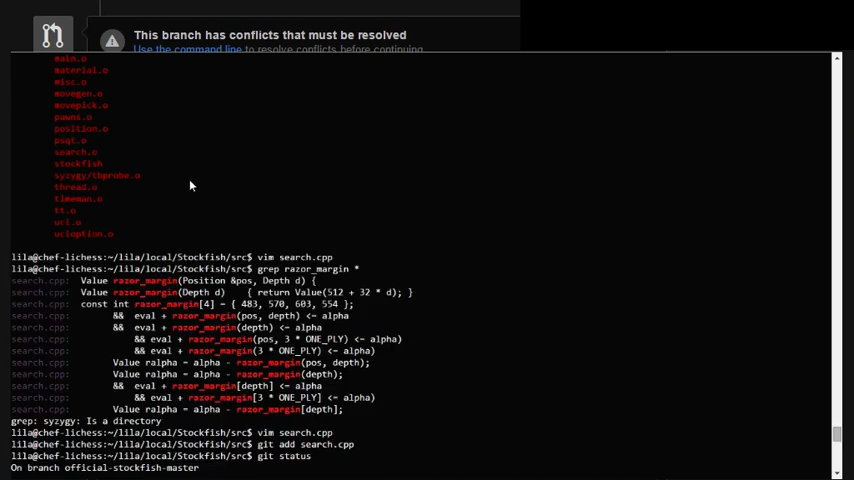 This branch has conflicts that must be resolved
Use the command line to resolve conflicts before continuing.
main.o
material.o
misc.o
movegen.o
movepick.o
pawns.o
position.o
psqt.o
search.o
stockfish
syzygy/tbprobe.o
thread.o
timeman.o
tt.o
uci.o
ucioption.o
lila@chef-lichess:~/lila/local/Stockfish/src$ vim search.cpp
lila@chef-lichess:~/lila/local/Stockfish/src$ grep razor_margin *
search.cpp:  Value razor_margin(Position &pos, Depth d) {
search.cpp:  Value razor_margin(Depth d)    { return Value(512 + 32 * d); }
search.cpp:  const int razor_margin[4] = { 483, 570, 603, 554 };
search.cpp:        &&  eval + razor_margin(pos, depth) <= alpha
search.cpp:        &&  eval + razor_margin(depth) <= alpha
search.cpp:            && eval + razor_margin(pos, 3 * ONE_PLY) <= alpha)
search.cpp:            && eval + razor_margin(3 * ONE_PLY) <= alpha)
search.cpp:        Value ralpha = alpha - razor_margin(pos, depth);
search.cpp:        Value ralpha = alpha - razor_margin(depth);
search.cpp:        &&  eval + razor_margin[depth] <= alpha
search.cpp:            && eval + razor_margin[3 * ONE_PLY] <= alpha)
search.cpp:        Value ralpha = alpha - razor_margin[depth];
grep: syzygy: Is a directory
lila@chef-lichess:~/lila/local/Stockfish/src$ vim search.cpp
lila@chef-lichess:~/lila/local/Stockfish/src$ git add search.cpp
lila@chef-lichess:~/lila/local/Stockfish/src$ git status
On branch official-stockfish-master